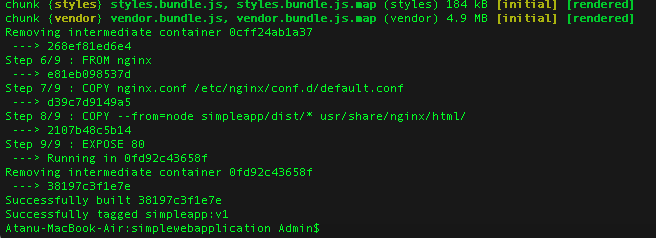 chunk {styles} styles.bundle.js, styles.bundle.js.map (styles) 184 kB [initial] [rendered]
chunk {vendor} vendor.bundle.js, vendor.bundle.js.map (vendor) 4.9 MB [initial] [rendered]
Removing intermediate container 0cff24ab1a37
---> 268ef81ed6e4
Step 6/9 : FROM nginx
---> e81eb098537d
Step 7/9 : COPY nginx.conf /etc/nginx/conf.d/default.conf
---> d39c7d9149a5
Step 8/9 : COPY --from=node simpleapp/dist/* usr/share/nginx/html/
---> 2107b48c5b14
Step 9/9 : EXPOSE 80
---> Running in 0fd92c43658f
Removing intermediate container 0fd92c43658f
---> 38197c3f1e7e
Successfully built 38197c3f1e7e
Successfully tagged simpleapp:v1
Atanu-MacBook-Air:simplewebapplication Admin$